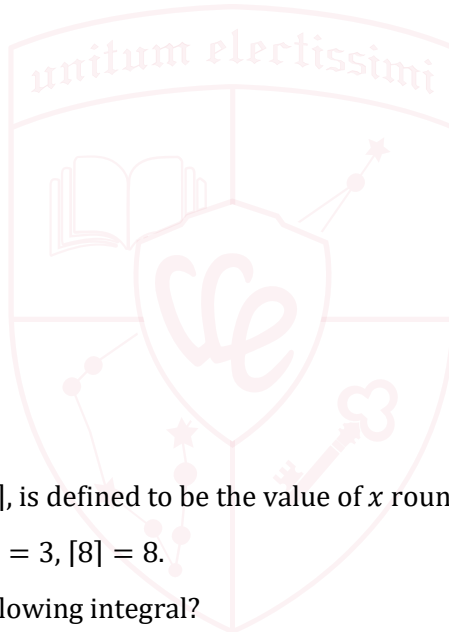 unitum electissimi
⌉, is defined to be the value of x roun
= 3, ⌈8⌉ = 8.
lowing integral?